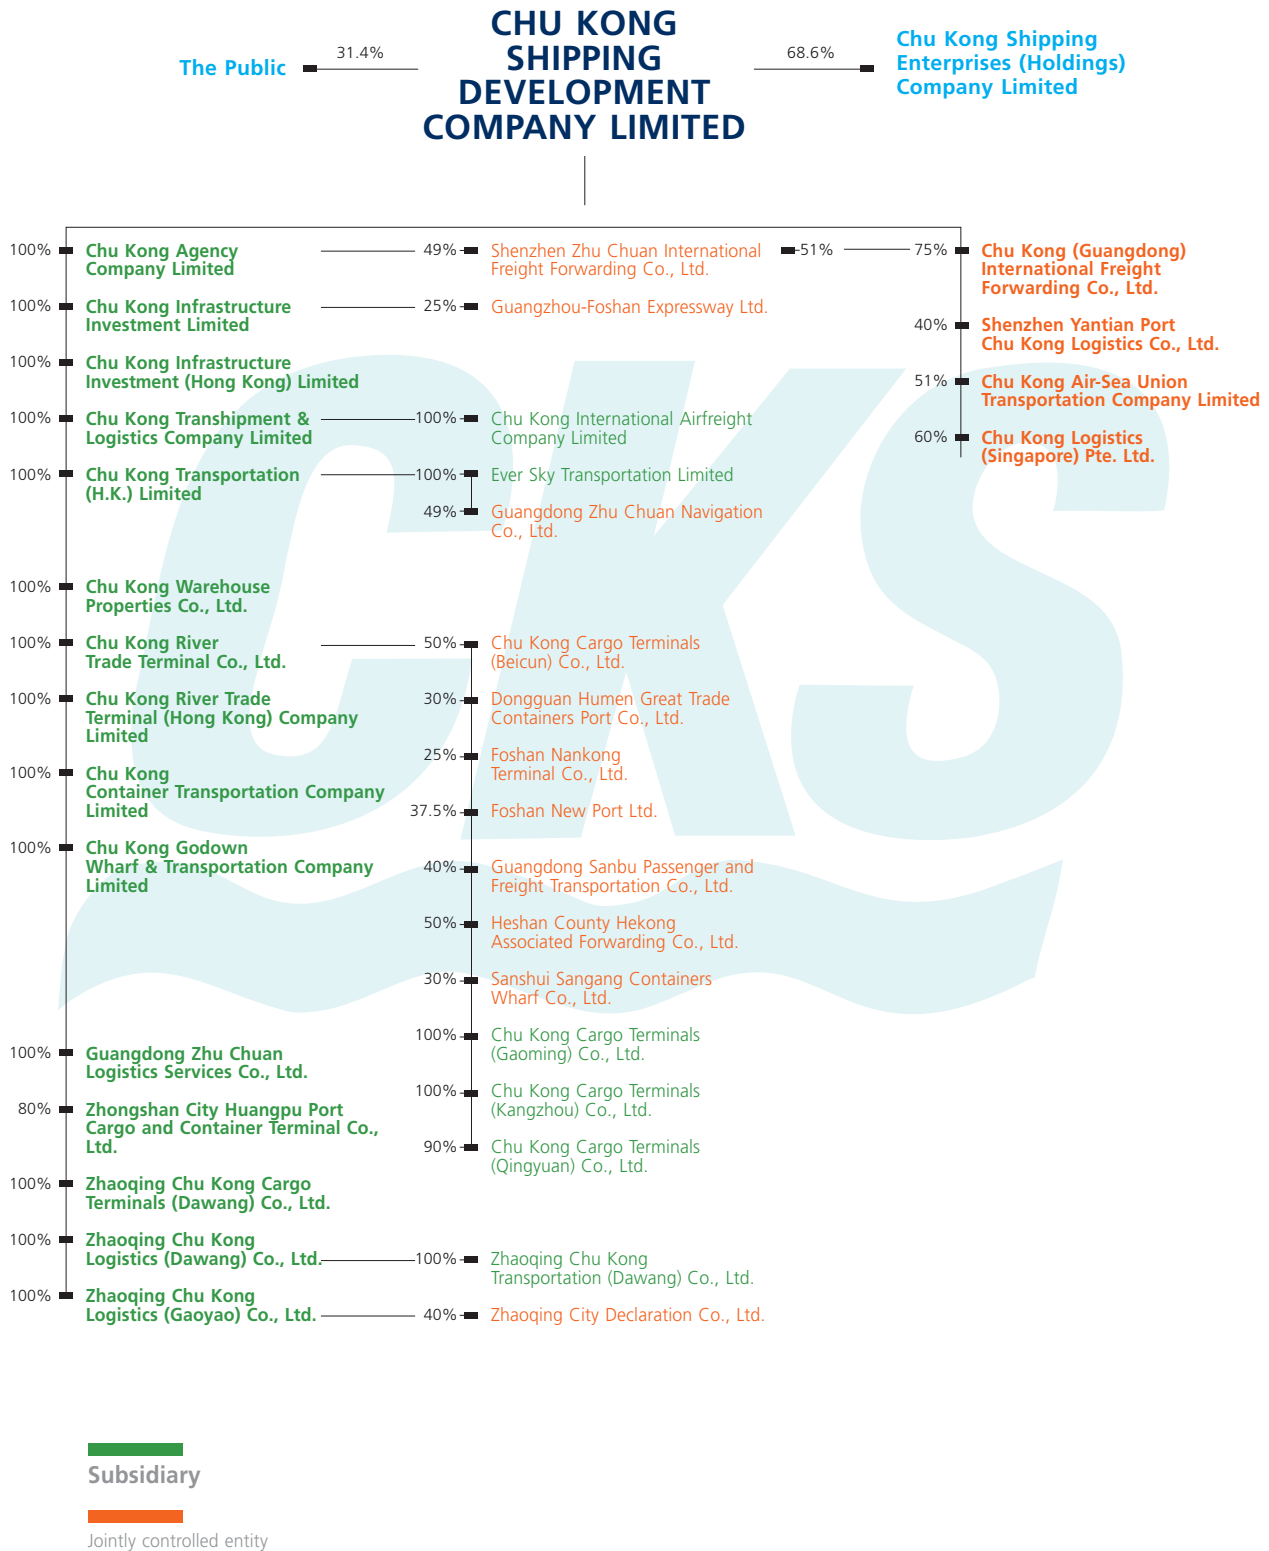 CHU KONG
SHIPPING
DEVELOPMENT
COMPANY LIMITED
The Public
31.4%
68.6%
Chu Kong Shipping
Enterprises (Holdings)
Company Limited
100%
Chu Kong Agency
Company Limited
100%
Chu Kong Infrastructure
Investment Limited
100%
Chu Kong Infrastructure
Investment (Hong Kong) Limited
100%
Chu Kong Transhipment &
Logistics Company Limited
100%
Chu Kong Transportation
(H.K.) Limited
100%
Chu Kong Warehouse
Properties Co., Ltd.
100%
Chu Kong River
Trade Terminal Co., Ltd.
100%
Chu Kong River Trade
Terminal (Hong Kong) Company
Limited
100%
Chu Kong
Container Transportation Company
Limited
100%
Chu Kong Godown
Wharf & Transportation Company
Limited
100%
Guangdong Zhu Chuan
Logistics Services Co., Ltd.
80%
Zhongshan City Huangpu Port
Cargo and Container Terminal Co.,
Ltd.
100%
Zhaoqing Chu Kong Cargo
Terminals (Dawang) Co., Ltd.
100%
Zhaoqing Chu Kong
Logistics (Dawang) Co., Ltd.
100%
Zhaoqing Chu Kong
Logistics (Gaoyao) Co., Ltd.
49%
Shenzhen Zhu Chuan International
Freight Forwarding Co., Ltd.
51%
25%
Guangzhou-Foshan Expressway Ltd.
100%
Chu Kong International Airfreight
Company Limited
100%
Ever Sky Transportation Limited
49%
Guangdong Zhu Chuan Navigation
Co., Ltd.
50%
Chu Kong Cargo Terminals
(Beicun) Co., Ltd.
30%
Dongguan Humen Great Trade
Containers Port Co., Ltd.
25%
Foshan Nankong
Terminal Co., Ltd.
37.5%
Foshan New Port Ltd.
40%
Guangdong Sanbu Passenger and
Freight Transportation Co., Ltd.
50%
Heshan County Hekong
Associated Forwarding Co., Ltd.
30%
Sanshui Sangang Containers
Wharf Co., Ltd.
100%
Chu Kong Cargo Terminals
(Gaoming) Co., Ltd.
100%
Chu Kong Cargo Terminals
(Kangzhou) Co., Ltd.
90%
Chu Kong Cargo Terminals
(Qingyuan) Co., Ltd.
100%
Zhaoqing Chu Kong
Transportation (Dawang) Co., Ltd.
40%
Zhaoqing City Declaration Co., Ltd.
75%
Chu Kong (Guangdong)
International Freight
Forwarding Co., Ltd.
40%
Shenzhen Yantian Port
Chu Kong Logistics Co., Ltd.
51%
Chu Kong Air-Sea Union
Transportation Company Limited
60%
Chu Kong Logistics
(Singapore) Pte. Ltd.
CKS
Subsidiary
Jointly controlled entity